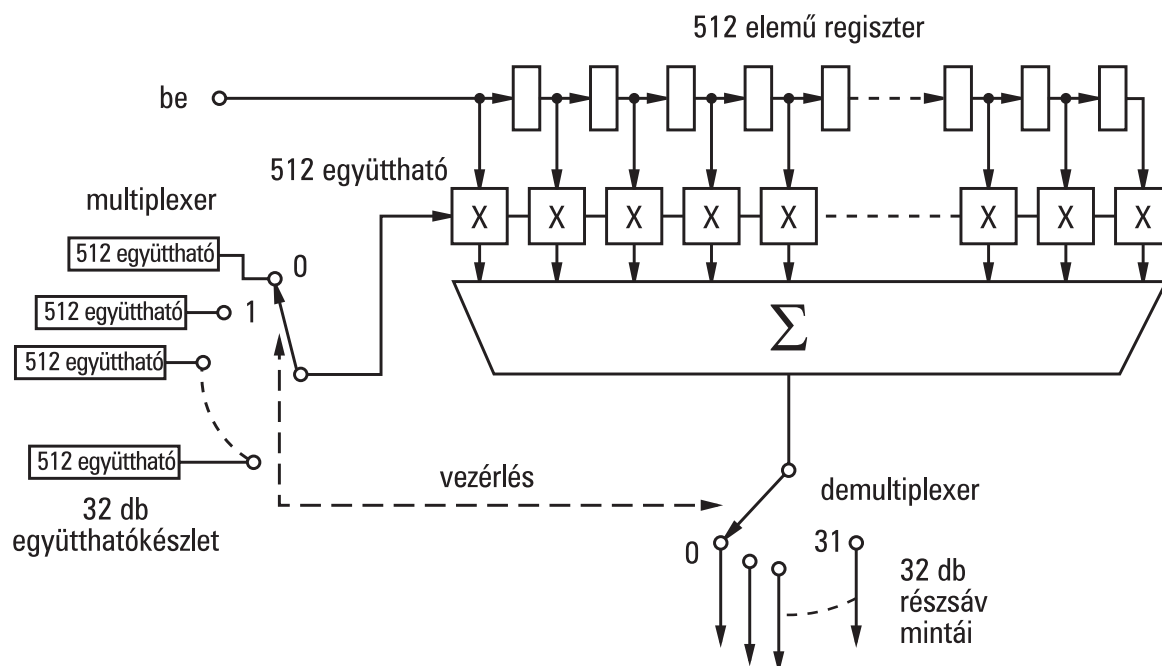 512 elemű regiszter
be
512 együttható
multiplexer
X X X X X X X X
512 együttható
0
512 együttható
1
512 együttható
Σ
512 együttható
vezérlés
32 db
együtthatókészlet
demultiplexer
0
31
32 db
részsáv
mintái